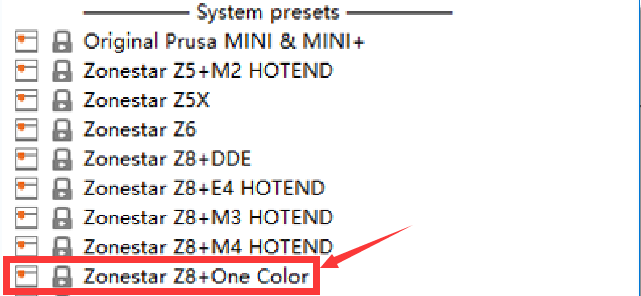 System presets
Original Prusa MINI & MINI+
Zonestar Z5+M2 HOTEND
Zonestar Z5X
Zonestar Z6
Zonestar Z8+DDE
Zonestar Z8+E4 HOTEND
Zonestar Z8+M3 HOTEND
Zonestar Z8+M4 HOTEND
Zonestar Z8+One Color